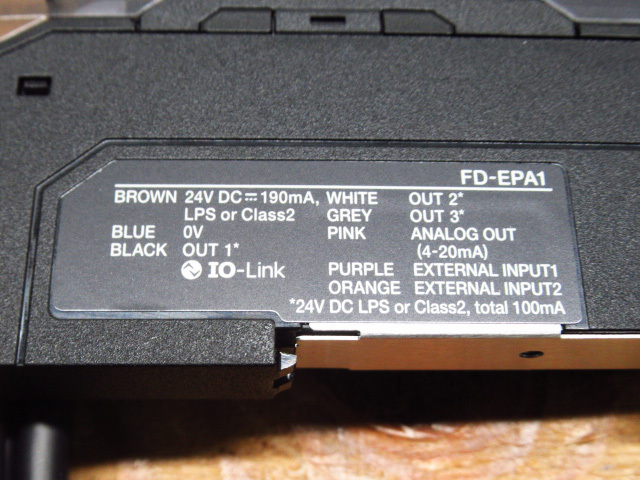 FD-EPA1
BROWN 24V DC⎓190mA, WHITE OUT 2*
LPS or Class2 GREY OUT 3*
BLUE 0V PINK ANALOG OUT
BLACK OUT 1* (4-20mA)
IO-Link PURPLE EXTERNAL INPUT1
ORANGE EXTERNAL INPUT2
*24V DC LPS or Class2, total 100mA